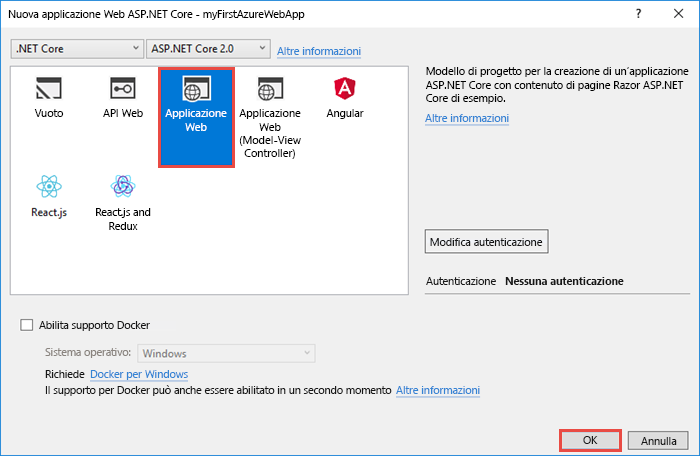 Nuova applicazione Web ASP.NET Core - myFirstAzureWebApp
.NET Core
ASP.NET Core 2.0
Altre informazioni
Vuoto
API Web
Applicazione
Web
Applicazione
Web
(Model-View
Controller)
Angular
React.js
React.js and
Redux
Modello di progetto per la creazione di un'applicazione
ASP.NET Core con contenuto di pagine Razor ASP.NET
Core di esempio.
Altre informazioni
Modifica autenticazione
Autenticazione Nessuna autenticazione
Abilita supporto Docker
Sistema operativo: Windows
Richiede Docker per Windows
Il supporto per Docker può anche essere abilitato in un secondo momento Altre informazioni
OK
Annulla